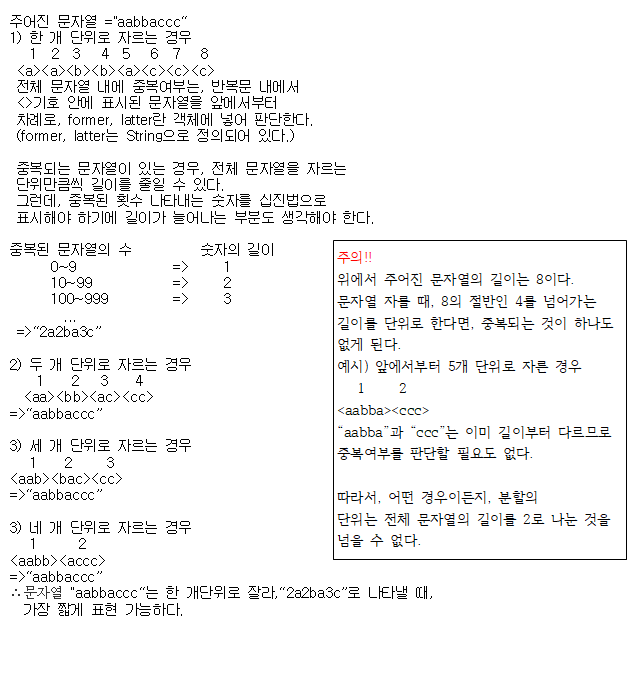 주어진 문자열 ="aabbaccc“
1) 한 개 단위로 자르는 경우
1 2 3 4 5 6 7 8
<a><a><b><b><a><c><c><c>
전체 문자열 내에 중복여부는, 반복문 내에서
<>기호 안에 표시된 문자열을 앞에서부터
차례로, former, latter란 객체에 넣어 판단한다.
(former, latter는 String으로 정의되어 있다.)
중복되는 문자열이 있는 경우, 전체 문자열을 자르는
단위만큼씩 길이를 줄일 수 있다.
그런데, 중복된 횟수 나타내는 숫자를 십진법으로
표시해야 하기에 길이가 늘어나는 부분도 생각해야 한다.
중복된 문자열의 수 숫자의 길이
0~9 => 1
10~99 => 2
100~999 => 3
...
=>“2a2ba3c”
2) 두 개 단위로 자르는 경우
1 2 3 4
<aa><bb><ac><cc>
=>“aabbaccc”
3) 세 개 단위로 자르는 경우
1 2 3
<aab><bac><cc>
=>“aabbaccc”
3) 네 개 단위로 자르는 경우
1 2
<aabb><accc>
=>“aabbaccc”
∴문자열 "aabbaccc“는 한 개단위로 잘라,“2a2ba3c”로 나타낼 때,
가장 짧게 표현 가능하다.
주의!!
위에서 주어진 문자열의 길이는 8이다.
문자열 자를 때, 8의 절반인 4를 넘어가는
길이를 단위로 한다면, 중복되는 것이 하나도
없게 된다.
예시) 앞에서부터 5개 단위로 자른 경우
1 2
<aabba><ccc>
“aabba”과 “ccc”는 이미 길이부터 다르므로
중복여부를 판단할 필요도 없다.
따라서, 어떤 경우이든지, 분할의
단위는 전체 문자열의 길이를 2로 나눈 것을
넘을 수 없다.